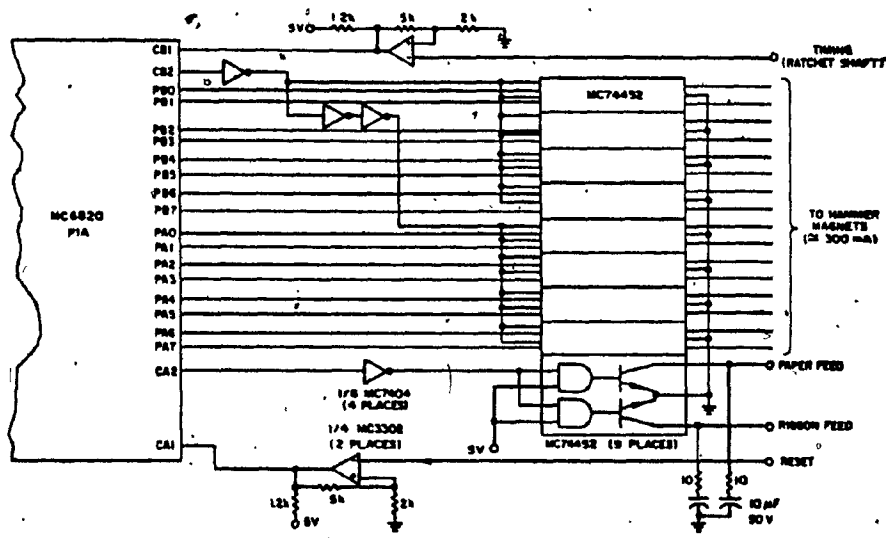 5V
1.2k
5k
2k
CB1
TIMING
(RATCHET SHAFT)
CB2
PB0
PB1
MC74452
PB2
PB3
PB4
PB5
PB6
PB7
MC6820
PIA
TO HAMMER
MAGNETS
(≅ 300 mA)
PA0
PA1
PA2
PA3
PA4
PA5
PA6
PA7
CA2
PAPER FEED
1/6 MC7404
(4 PLACES)
1/4 MC3302
(2 PLACES)
CA1
5V
MC74452 (9 PLACES)
RIBBON FEED
RESET
5k
1.2k
2k
5V
10
10
10 µF
50 V